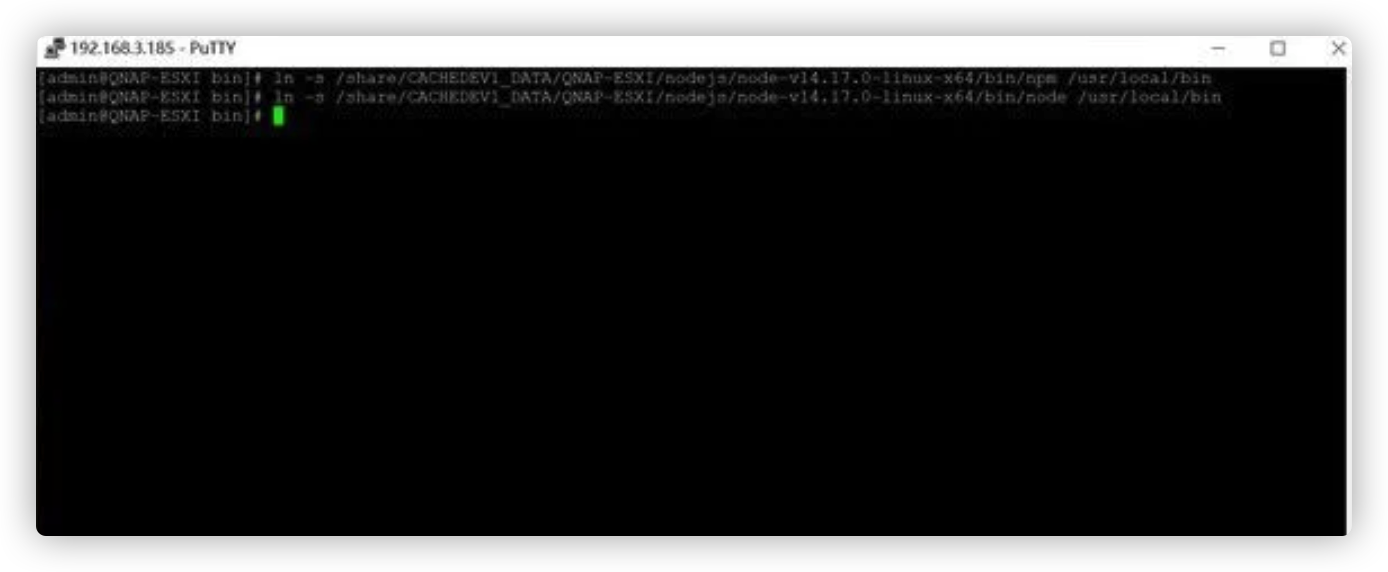 192.168.3.185 - PuTTY
[admin@QNAP-ESXI bin]# ln -s /share/CACHEDEV1_DATA/QNAP-ESXI/nodejs/node-v14.17.0-linux-x64/bin/npm /usr/local/bin
[admin@QNAP-ESXI bin]# ln -s /share/CACHEDEV1_DATA/QNAP-ESXI/nodejs/node-v14.17.0-linux-x64/bin/node /usr/local/bin
[admin@QNAP-ESXI bin]#